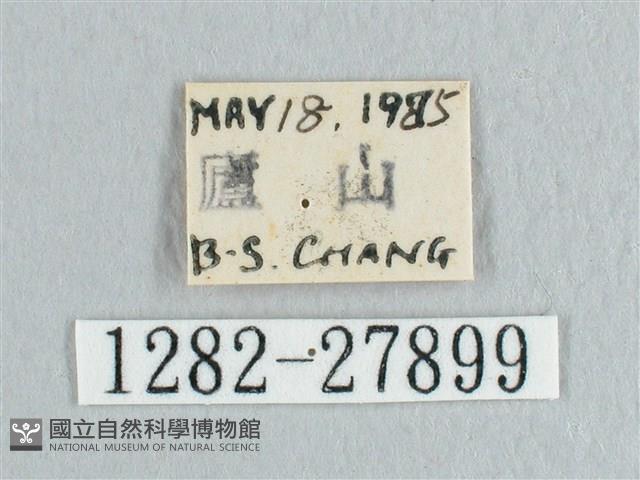 MAY 18, 1985
廬 山
B-S. CHANG
1282-27899
國立自然科學博物館
NATIONAL MUSEUM OF NATURAL SCIENCE